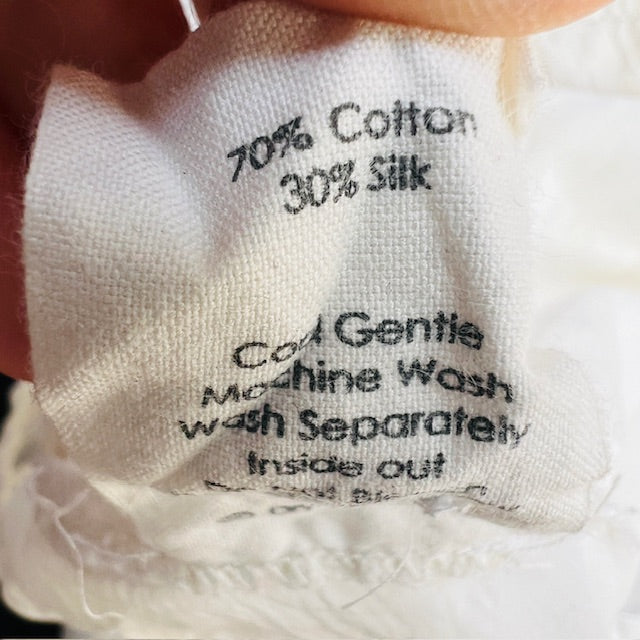 70% Cotton
30% Silk
Cool Gentle
Machine Wash
Wash Separately
Inside out